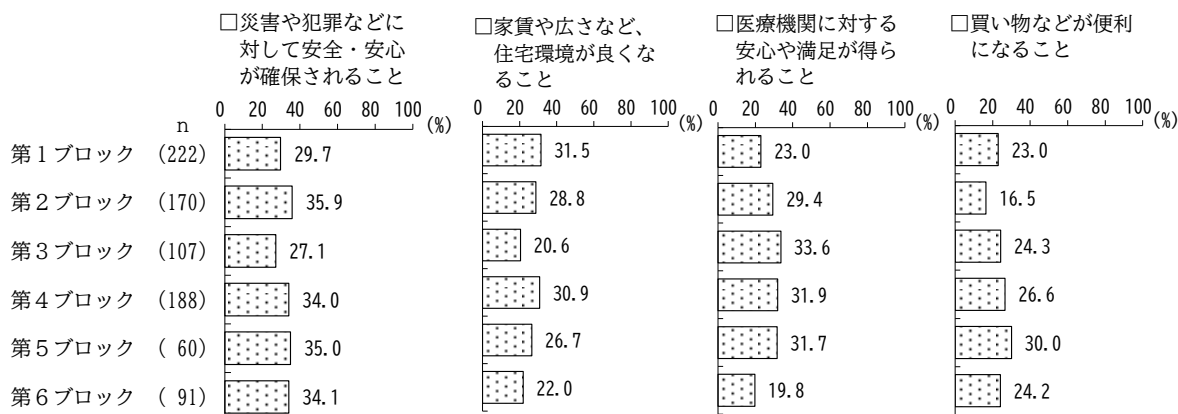 □災害や犯罪などに
対して安全・安心
が確保されること
□家賃や広さなど、
住宅環境が良くな
ること
□医療機関に対する
安心や満足が得ら
れること
□買い物などが便利
になること
0 20 40 60 80 100 (%)
0 20 40 60 80 100 (%)
0 20 40 60 80 100 (%)
0 20 40 60 80 100 (%)
n
第1ブロック (222) 29.7 31.5 23.0 23.0
第2ブロック (170) 35.9 28.8 29.4 16.5
第3ブロック (107) 27.1 20.6 33.6 24.3
第4ブロック (188) 34.0 30.9 31.9 26.6
第5ブロック ( 60) 35.0 26.7 31.7 30.0
第6ブロック ( 91) 34.1 22.0 19.8 24.2